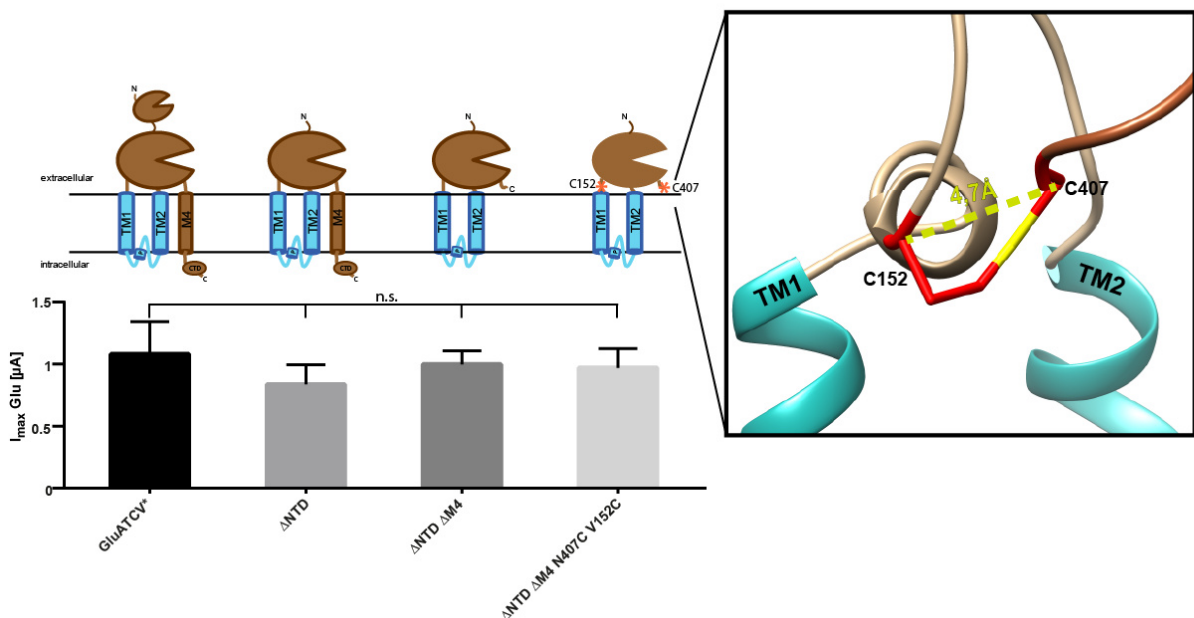 N
N
N
N
C152
C407
extracellular
C
TM1
TM2
M4
TM1
TM2
M4
TM1
TM2
TM1
TM2
P
P
P
P
intracellular
CTD
C
CTD
C
1.5
1
0.5
0
Imax Glu [µA]
n.s.
GluATCV*
ΔNTD
ΔNTD ΔM4
ΔNTD ΔM4 N407C V152C
4.7Å
C407
C152
TM1
TM2